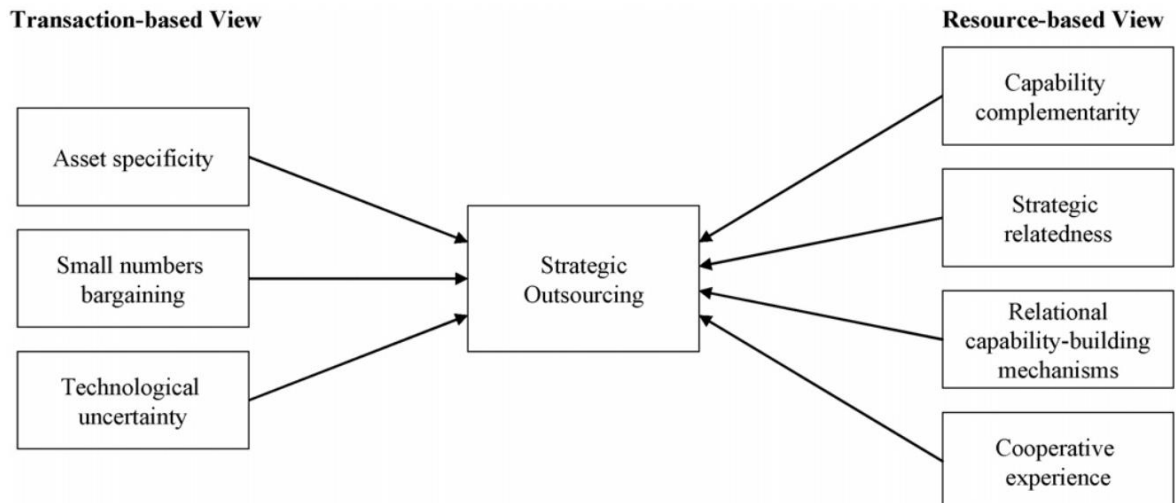 Transaction-based View
Asset specificity
Small numbers
bargaining
Technological
uncertainty
Strategic
Outsourcing
Resource-based View
Capability
complementarity
Strategic
relatedness
Relational
capability-building
mechanisms
Cooperative
experience